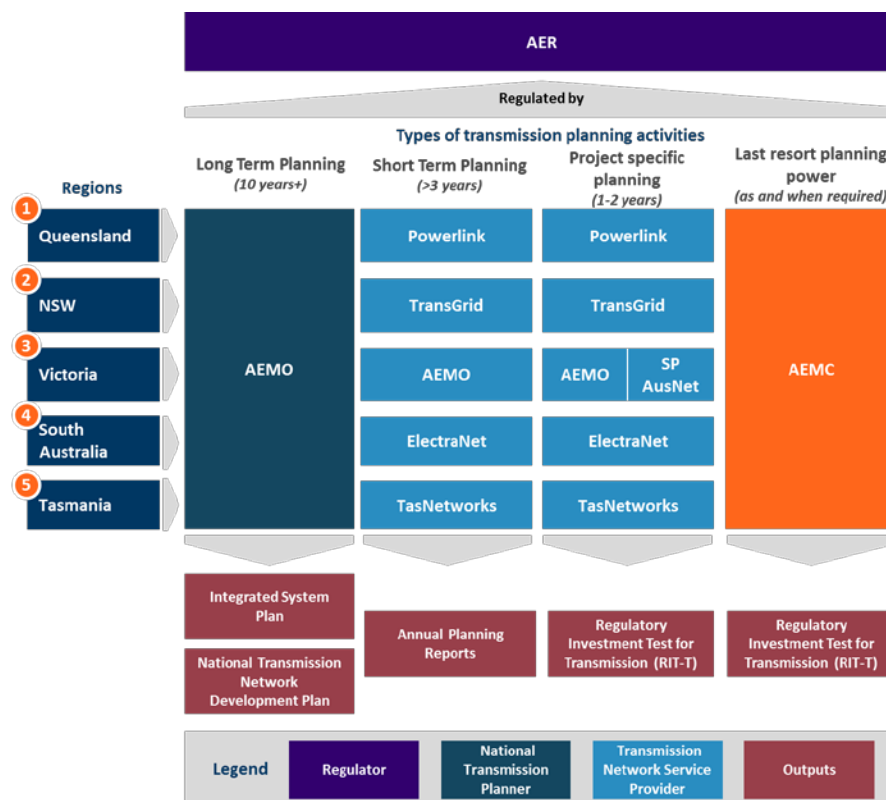 AER
Regulated by
Types of transmission planning activities
Regions
Long Term Planning
(10 years+)
Short Term Planning
(>3 years)
Project specific
planning
(1-2 years)
Last resort planning
power
(as and when required)
1
Queensland
2
NSW
3
Victoria
4
South
Australia
5
Tasmania
AEMO
Powerlink
TransGrid
AEMO
ElectraNet
TasNetworks
Powerlink
TransGrid
AEMO
SP
AusNet
ElectraNet
TasNetworks
AEMC
Integrated System
Plan
National Transmission
Network
Development Plan
Annual Planning
Reports
Regulatory
Investment Test for
Transmission (RIT-T)
Regulatory
Investment Test for
Transmission (RIT-T)
Legend
Regulator
National
Transmission
Planner
Transmission
Network Service
Provider
Outputs